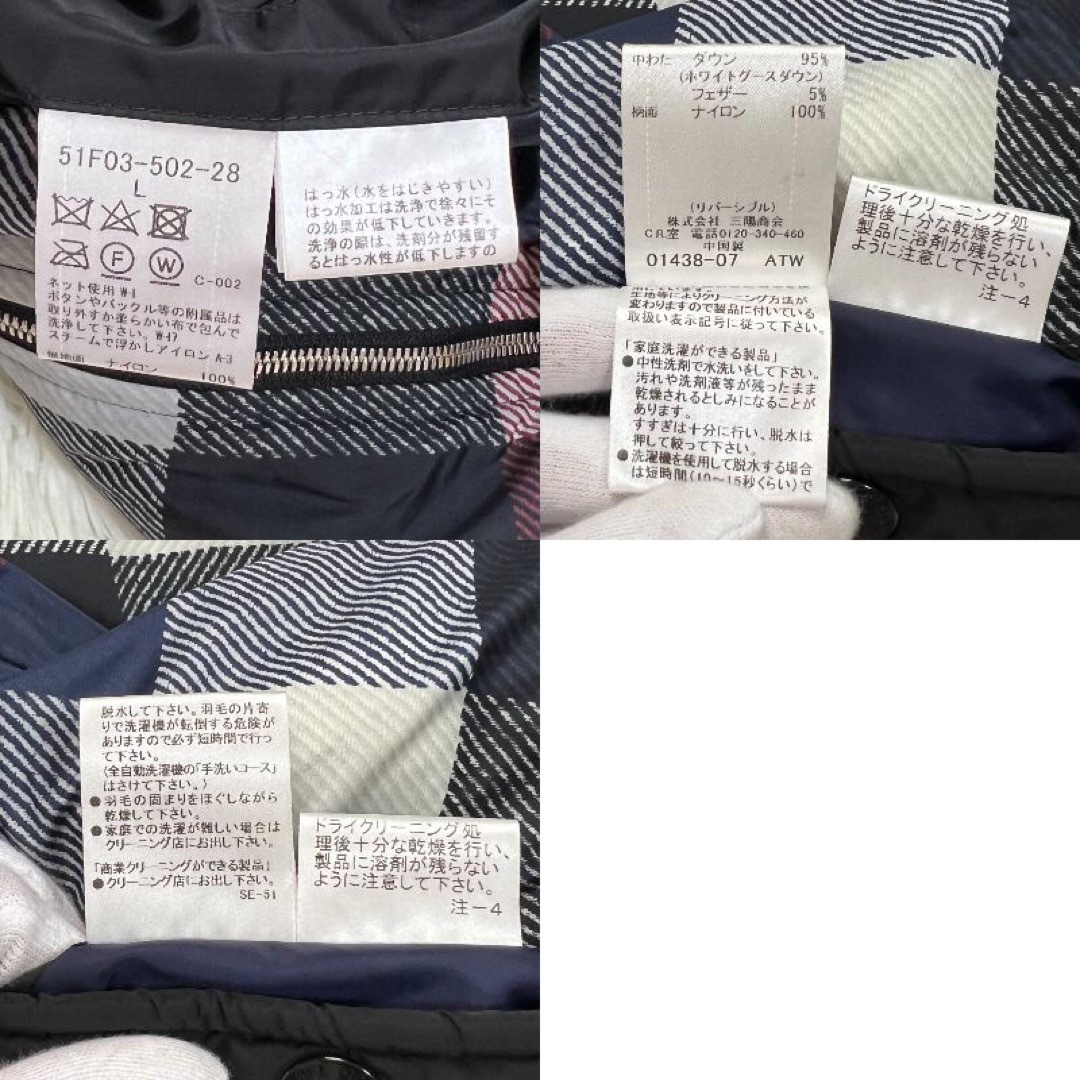 51F03-502-28
L
C-002
ネット使用 W-1
ボタンやバックル等の附属品は
取り外すか柔らかい布で包んで
洗浄して下さい。W-17
スチームで浮かしアイロン A-3
ナイロン 100%
はっ水（水をはじきやすい）
はっ水加工は洗浄で徐々にそ
の効果が低下していきます。
洗浄の際は、洗剤分が残留す
るとはっ水性が低下しますの
中わた ダウン 95%
(ホワイトグースダウン)
フェザー 5%
ナイロン 100%
(リバーシブル)
株式会社 三陽商会
CR室 電話0120-340-460
中国製
01438-07 ATW
生地等によりクリーニング方法が
変わりますので製品に付いている
取扱い表示記号に従って下さい。
「家庭洗濯ができる製品」
●中性洗剤で水洗いをして下さい。
汚れや洗剤液等が残ったまま
乾燥されるとしみになることが
あります。
すすぎは十分に行い、脱水は
押して絞って下さい。
●洗濯機を使用して脱水する場合
は短時間(10～15秒くらい)で
ドライクリーニング処
理後十分な乾燥を行い、
製品に溶剤が残らない
ように注意して下さい。
注－4
脱水して下さい。羽毛の片寄
りで洗濯機が転倒する危険が
ありますので必ず短時間で行っ
て下さい。
(全自動洗濯機の「手洗いコース」
はさけて下さい。)
●羽毛の固まりをほぐしながら
乾燥して下さい。
●家庭での洗濯が難しい場合は
クリーニング店にお出し下さい。
「商業クリーニングができる製品」
●クリーニング店にお出し下さい。
SE-51
ドライクリーニング処
理後十分な乾燥を行い、
製品に溶剤が残らない
ように注意して下さい。
注－4